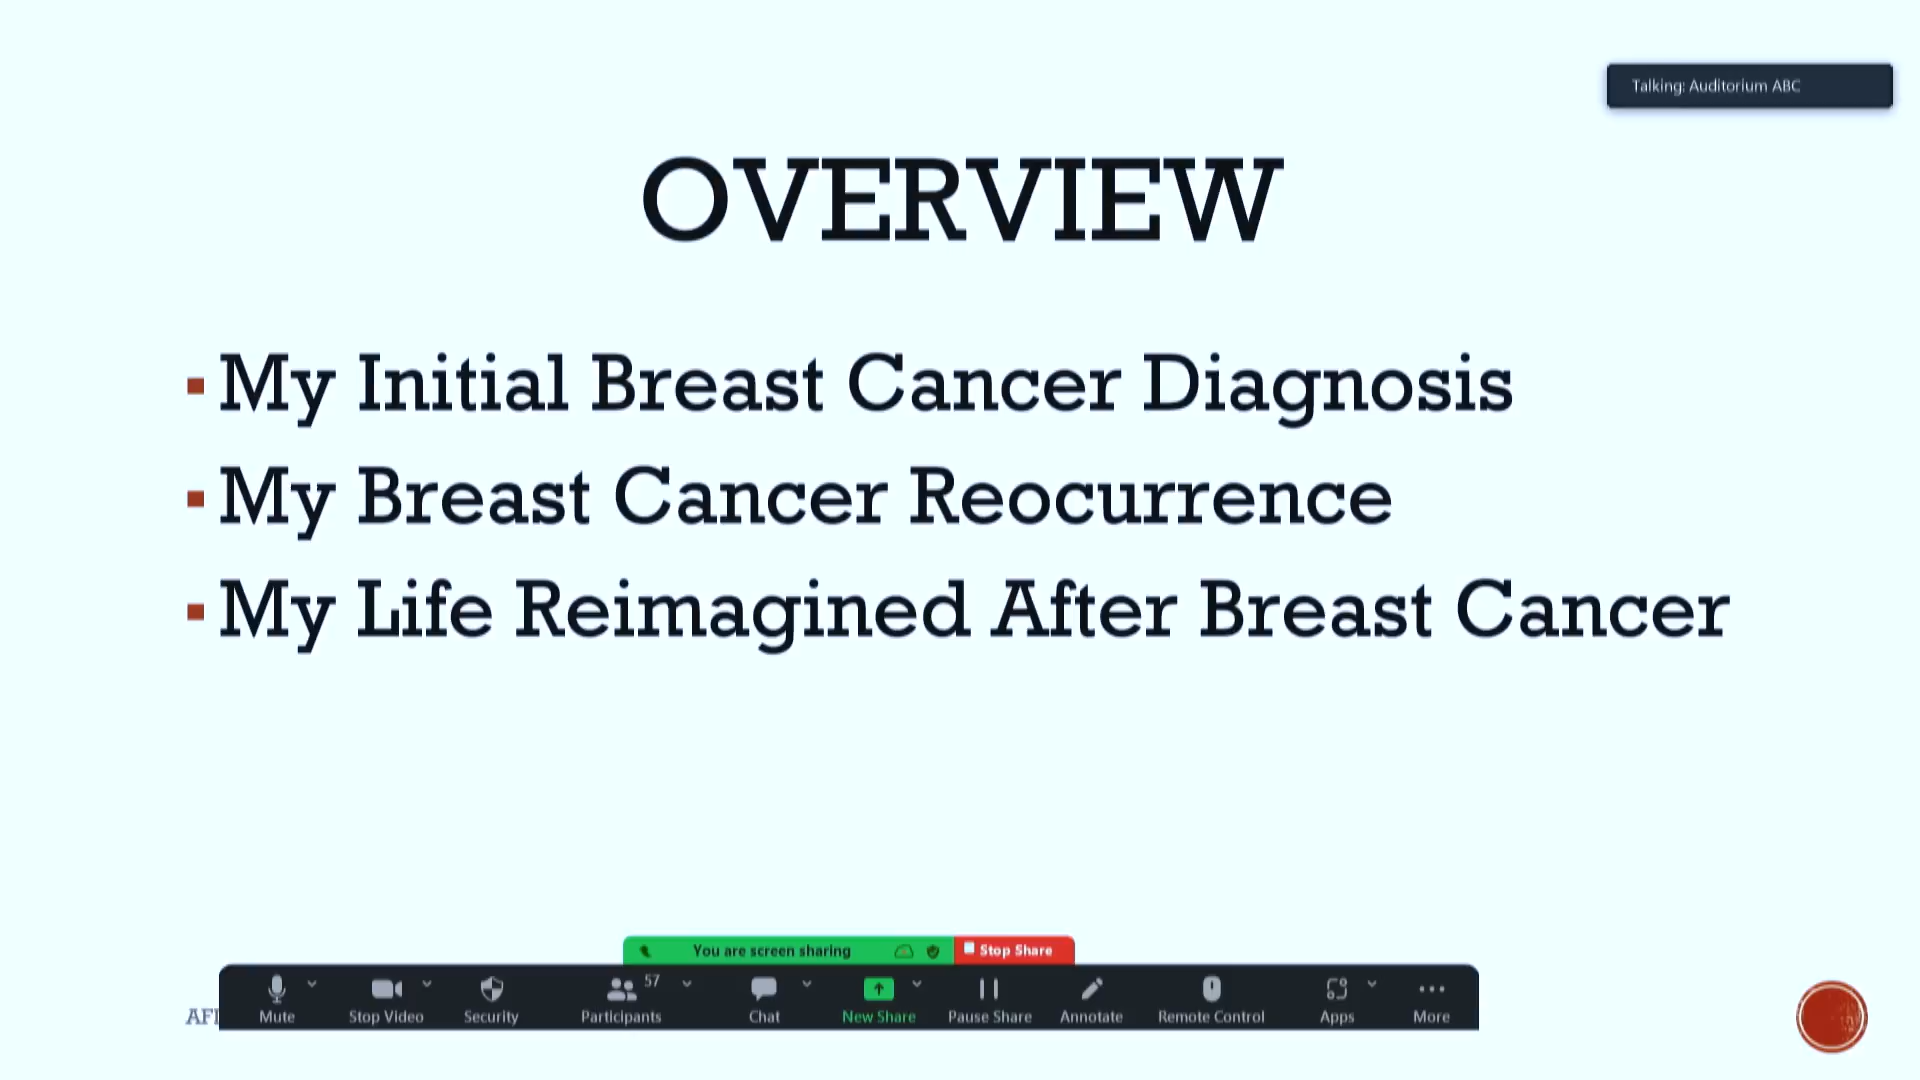 Talking: Auditorium ABC
OVERVIEW
My Initial Breast Cancer Diagnosis
My Breast Cancer Reocurrence
My Life Reimagined After Breast Cancer
You are screen sharing Stop Share
57
Mute Stop Video Security Participants Chat New Share Pause Share Annotate Remote Control Apps More